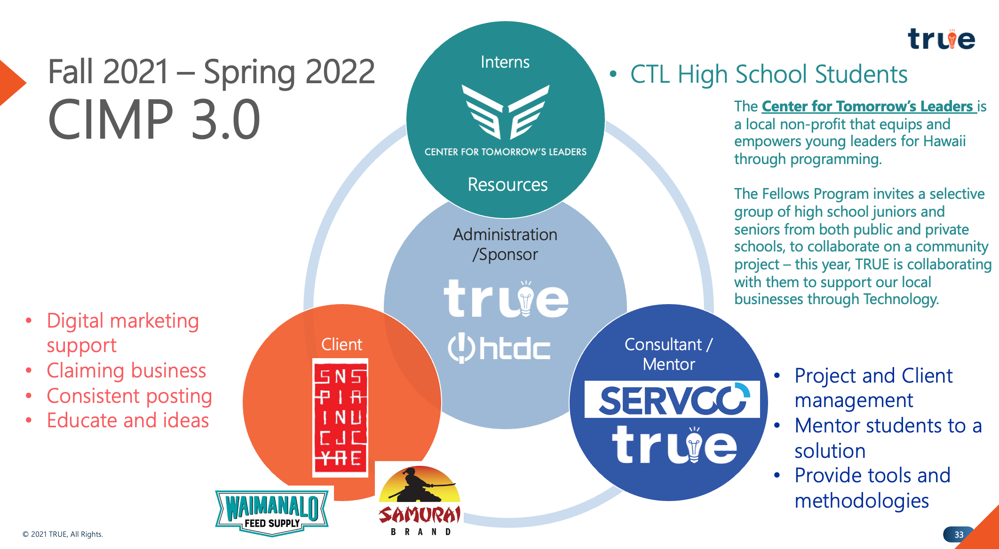 true
Fall 2021 – Spring 2022
CIMP 3.0
Interns
CENTER FOR TOMORROW'S LEADERS
Resources
• CTL High School Students
The Center for Tomorrow's Leaders is
a local non-profit that equips and
empowers young leaders for Hawaii
through programming.
The Fellows Program invites a selective
group of high school juniors and
seniors from both public and private
schools, to collaborate on a community
project – this year, TRUE is collaborating
with them to support our local
businesses through Technology.
Administration
/Sponsor
true
htdc
• Digital marketing
support
• Claiming business
• Consistent posting
• Educate and ideas
Client
SNS
PIA
INU
CJC
YAE
WAIMANALO
FEED SUPPLY
SAMURAI
BRAND
Consultant /
Mentor
SERVCO
true
• Project and Client
management
• Mentor students to a
solution
• Provide tools and
methodologies
© 2021 TRUE, All Rights.
33